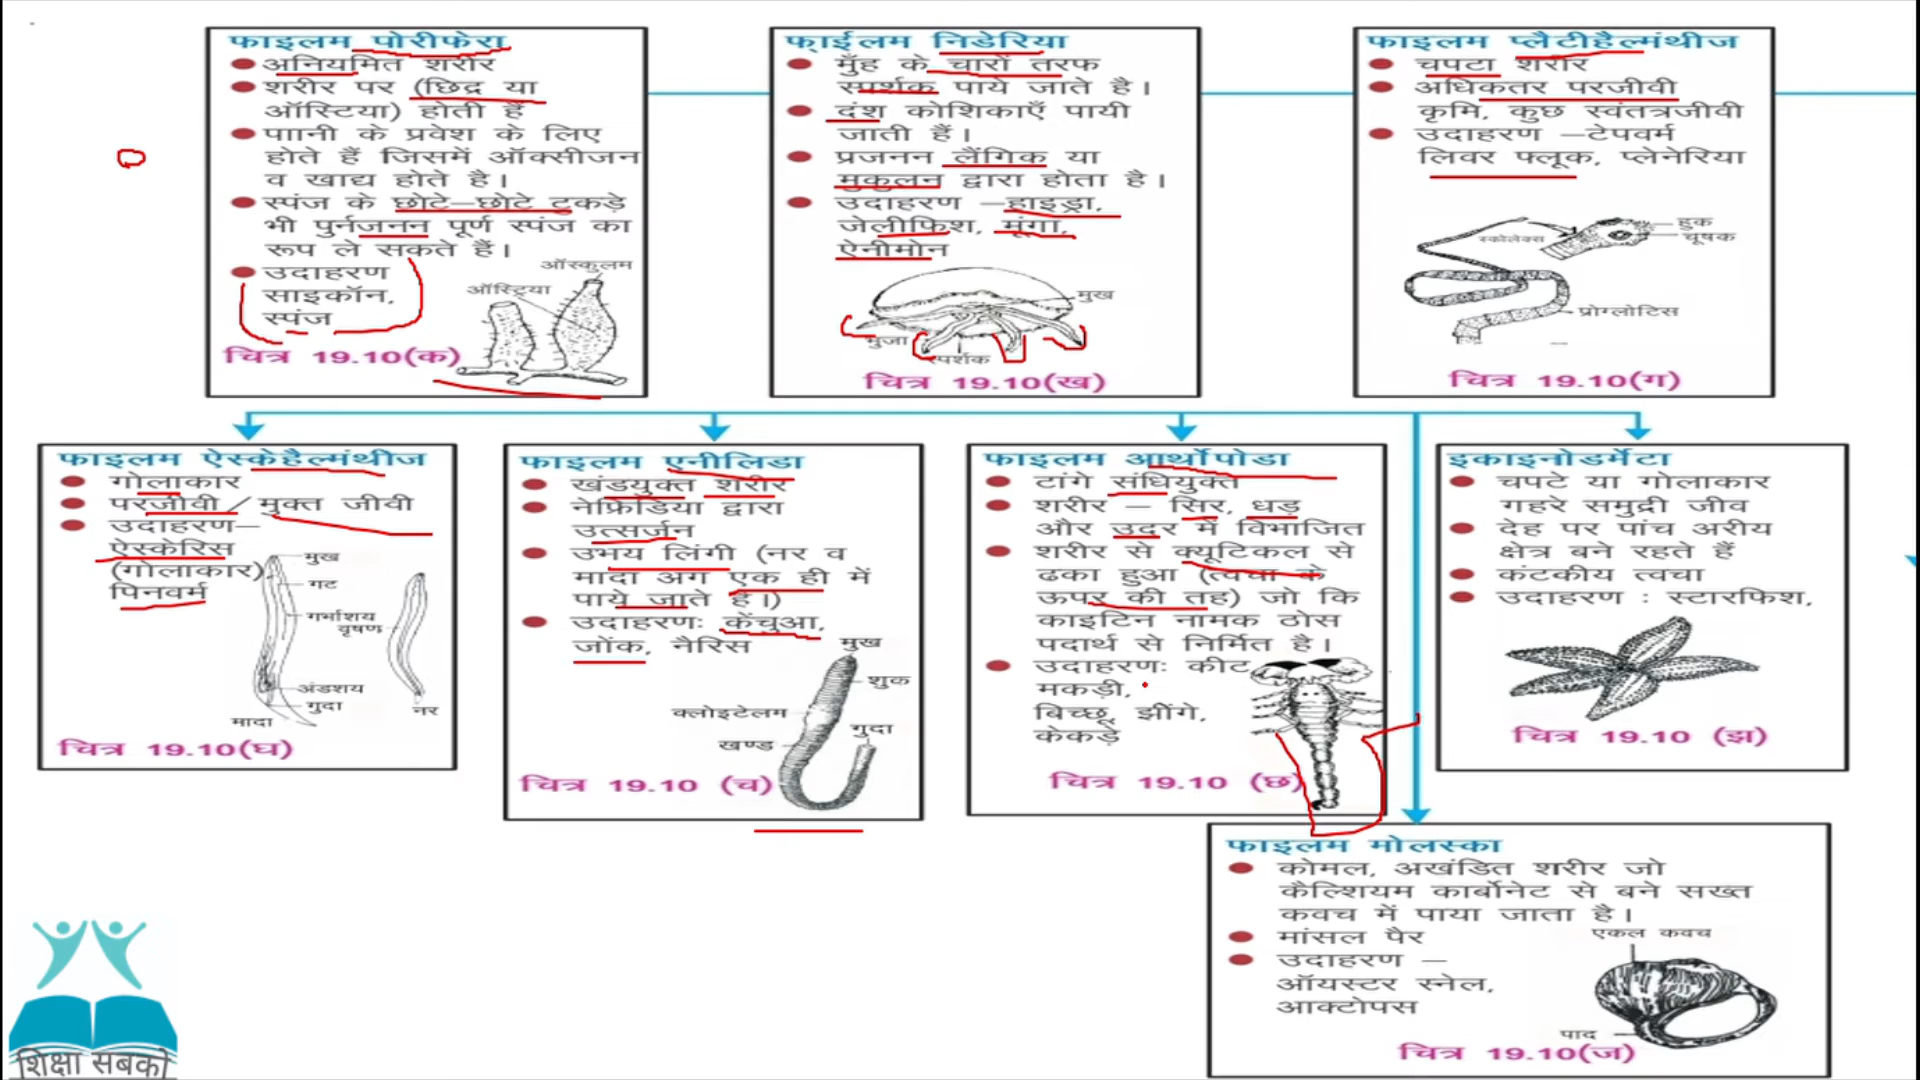 फाइलम पोरीफेरा
अनियमित शरीर
शरीर पर (छिद्र या
ऑस्टिया) होती हैं
पाानी के प्रवेश के लिए
होते हैं जिसमें ऑक्सीजन
व खाद्य होते है।
स्पंज के छोटे–छोटे टुकड़े
भी पुर्नजनन पूर्ण स्पंज का
रूप ले सकते हैं।
उदाहरण
साइकॉन,
स्पंज
ऑस्कुलम
ऑस्ट्रिया
चित्र 19.10(क)
फाईलम निडेरिया
मुँह के चारों तरफ
स्पर्शक पाये जाते है।
दंश कोशिकाएँ पायी
जाती हैं।
प्रजनन लैंगिक या
मुकुलन द्वारा होता है।
उदाहरण –हाइड्रा,
जेलीफिश, मूंगा,
ऐनीमोन
मुख
भुजा
स्पर्शक
चित्र 19.10(ख)
फाइलम प्लैटीहैल्मंथीज
चपटा शरीर
अधिकतर परजीवी
कृमि, कुछ स्वंतत्रजीवी
उदाहरण –टेपवर्म
लिवर फ्लूक, प्लेनेरिया
हुक
स्कोलेक्स
चूषक
प्रोग्लोटिस
चित्र 19.10(ग)
फाइलम ऐस्केहैल्मंथीज
गोलाकार
परजीवी / मुक्त जीवी
उदाहरण–
ऐस्केरिस
(गोलाकार)
पिनवर्म
मुख
गट
गर्भाशय
वृषण
अंडशय
गुदा
मादा
नर
चित्र 19.10(घ)
फाइलम एनीलिडा
खंडयुक्त शरीर
नेफ्रिडिया द्वारा
उत्सर्जन
उभय लिंगी (नर व
मादा अंग एक ही में
पाये जाते है।)
उदाहरणः केंचुआ,
जोंक, नैरिस
मुख
शुक
क्लोइटेलम
गुदा
खण्ड
चित्र 19.10 (च)
फाइलम आर्थोपोडा
टांगे संधियुक्त
शरीर – सिर, धड़
और उदर में विभाजित
शरीर से क्यूटिकल से
ढका हुआ (त्वचा के
ऊपर की तह) जो कि
काइटिन नामक ठोस
पदार्थ से निर्मित है।
उदाहरणः कीट
मकड़ी,
बिच्छू, झींगे,
केकड़े
चित्र 19.10 (छ)
इकाइनोडर्मेटा
चपटे या गोलाकार
गहरे समुद्री जीव
देह पर पांच अरीय
क्षेत्र बने रहते हैं
कंटकीय त्वचा
उदाहरण : स्टारफिश,
चित्र 19.10 (झ)
फाइलम मोलस्का
कोमल, अखंडित शरीर जो
कैल्शियम कार्बोनेट से बने सख्त
कवच में पाया जाता है।
मांसल पैर
उदाहरण –
ऑयस्टर स्नेल,
आक्टोपस
एकल कवच
पाद
चित्र 19.10(ज)
शिक्षा सबको